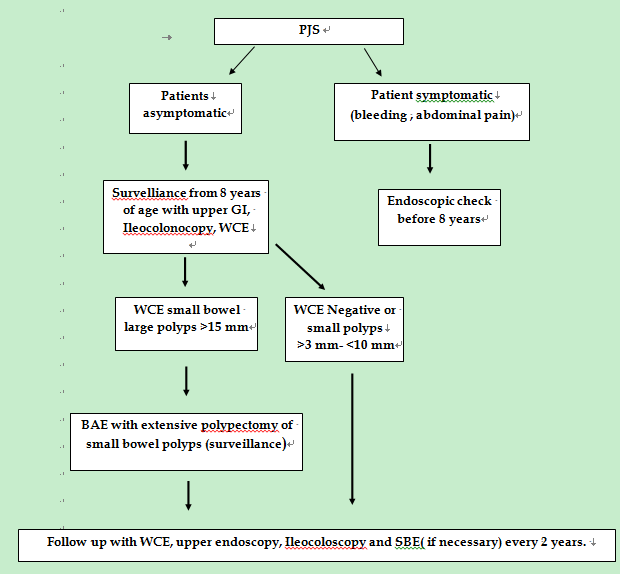 PJS
Patients
asymptomatic
Patient symptomatic
(bleeding ; abdominal pain)
Survelliance from 8 years
of age with upper GI,
Ileocolonocopy, WCE
Endoscopic check
before 8 years
WCE small bowel
large polyps >15 mm
WCE Negative or
small polyps
>3 mm- <10 mm
BAE with extensive polypectomy of
small bowel polyps (surveillance)
Follow up with WCE, upper endoscopy, Ileocoloscopy and SBE( if necessary) every 2 years.